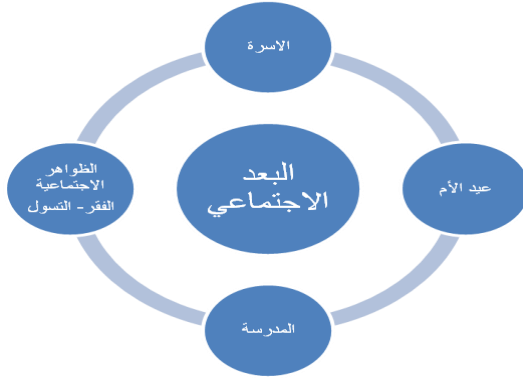 الاسرة
الظواهر
الاجتماعية
الفقر - التسول
البعد
الاجتماعي
عيد الأم
المدرسة